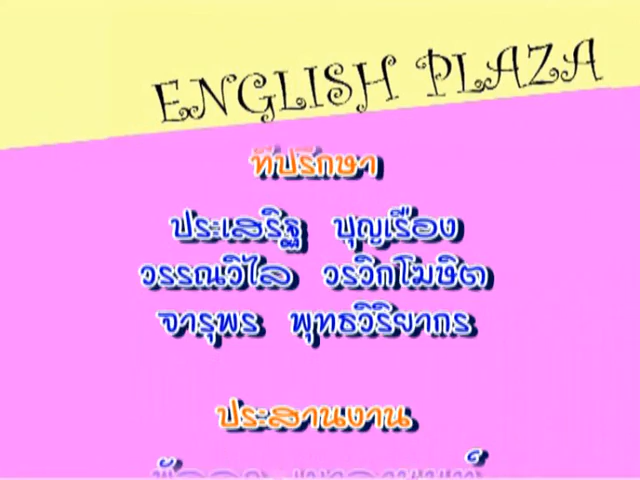 ENGLISH PLAZA
ที่ปรึกษา
ประเสริฐ บุญเรือง
วรรณวิไล วรวิกโฆษิต
จารุพร พุทธวิริยากร
ประสานงาน